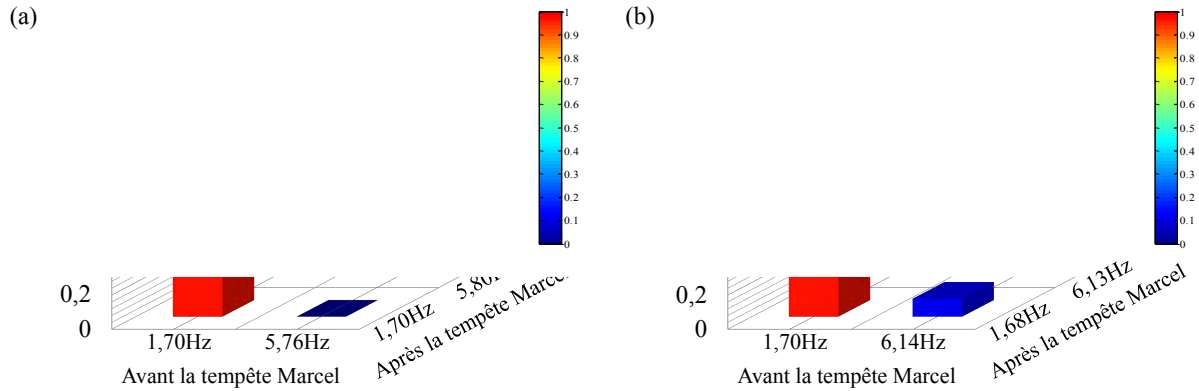 (a)
1
0.9
0.8
0.7
0.6
0.5
0.4
0.3
0.2
0.1
0
0,2
0
1,70Hz
5,76Hz
Avant la tempête Marcel
1,70Hz
Après la tempête Marcel
(b)
1
0.9
0.8
0.7
0.6
0.5
0.4
0.3
0.2
0.1
0
0,2
0
1,70Hz
6,14Hz
Avant la tempête Marcel
1,68Hz
6,13Hz
Après la tempête Marcel